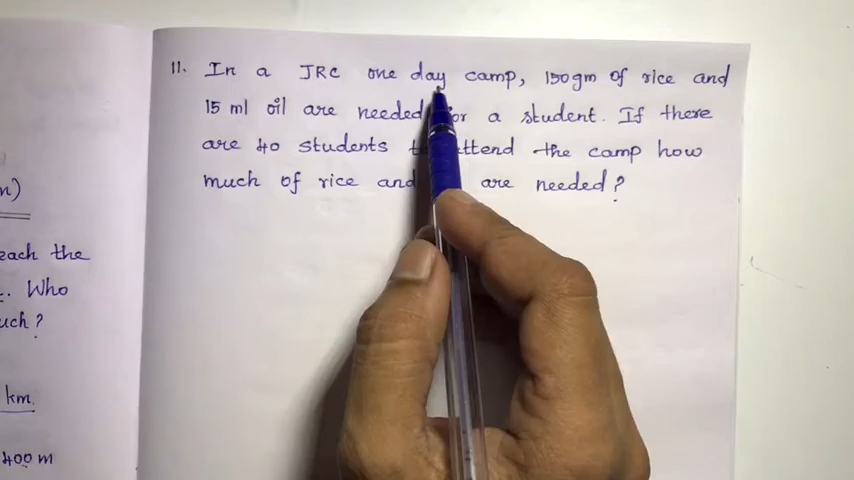 11. In a JRC one day camp, 150gm of rice and
15 ml oil are needed for a student. If there
are 40 students to attend the camp how
much of rice and are needed?
m)
each the
. Who
uch?
km.
400 m